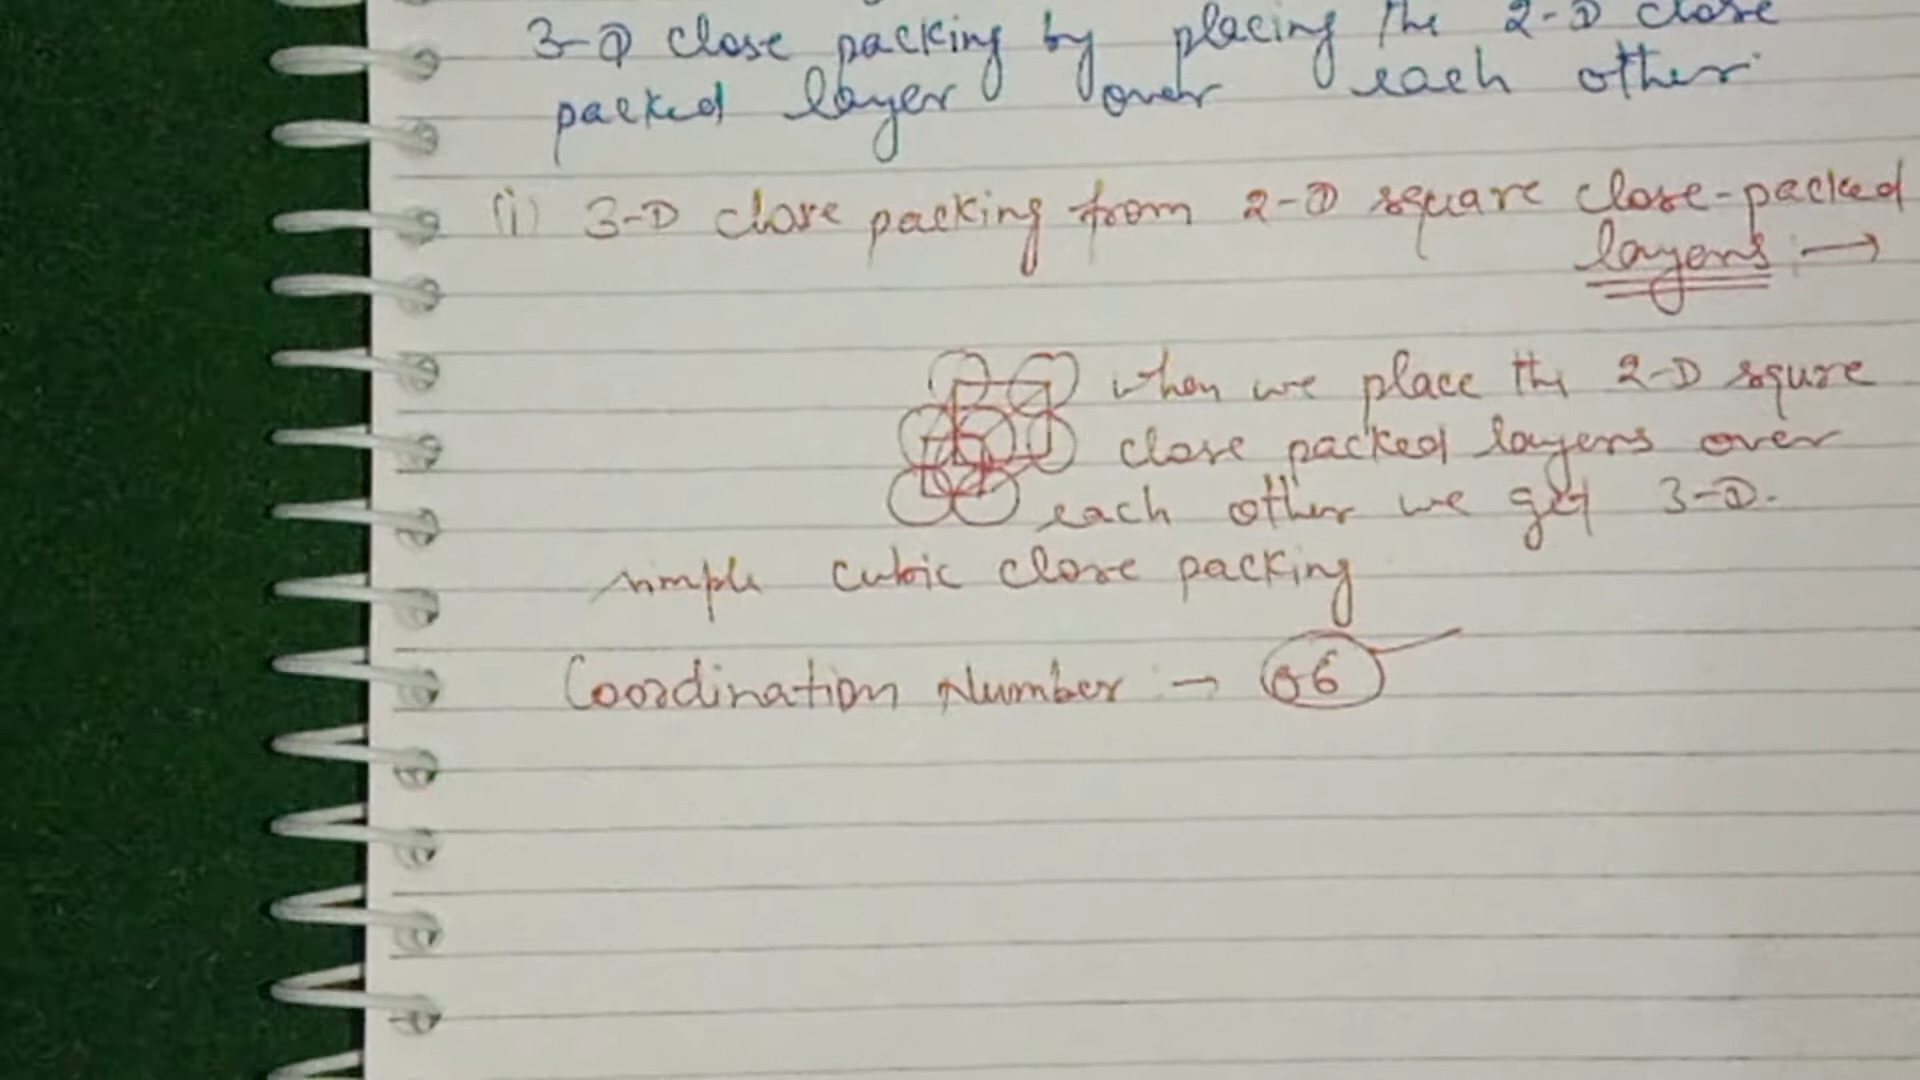 3-D close packing by placing the 2-D close
packed layer over each other
(i) 3-D close packing from 2-D square close-packed
layers →
when we place the 2-D squre
close packed layers over
each other we get 3-D.
simple cubic close packing
Coordination Number → 06